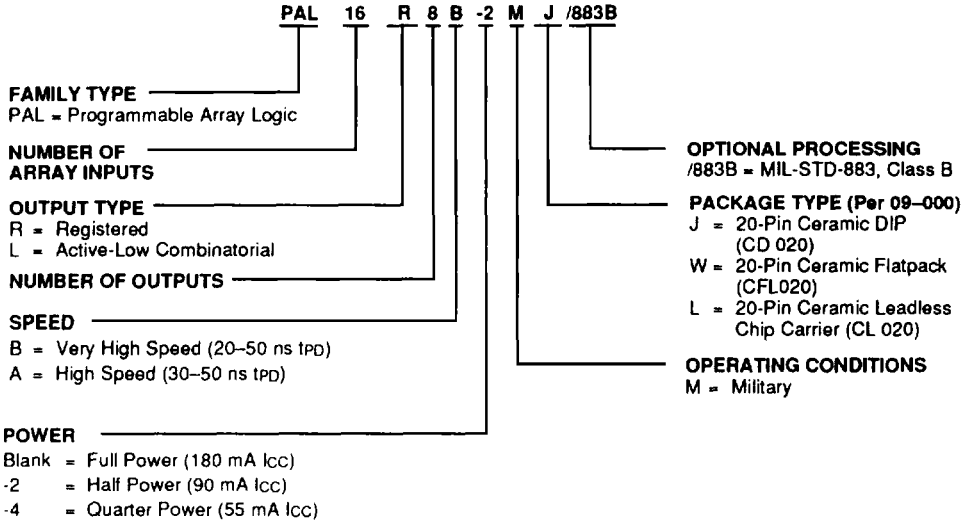 PAL 16 R 8 B -2 M J /883B
FAMILY TYPE
PAL = Programmable Array Logic
NUMBER OF
ARRAY INPUTS
OUTPUT TYPE
R = Registered
L = Active-Low Combinatorial
NUMBER OF OUTPUTS
SPEED
B = Very High Speed (20–50 ns tPD)
A = High Speed (30–50 ns tPD)
POWER
Blank = Full Power (180 mA ICC)
-2 = Half Power (90 mA ICC)
-4 = Quarter Power (55 mA ICC)
OPTIONAL PROCESSING
/883B = MIL-STD-883, Class B
PACKAGE TYPE (Per 09–000)
J = 20-Pin Ceramic DIP
(CD 020)
W = 20-Pin Ceramic Flatpack
(CFL020)
L = 20-Pin Ceramic Leadless
Chip Carrier (CL 020)
OPERATING CONDITIONS
M = Military